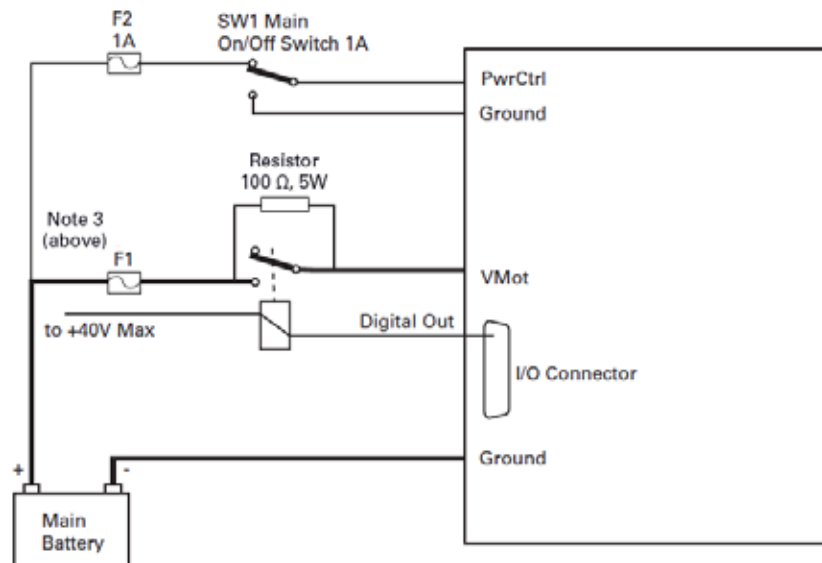 F2
1A
SW1 Main
On/Off Switch 1A
PwrCtrl
Ground
Resistor
100 Ω, 5W
Note 3
(above)
F1
VMot
to +40V Max
Digital Out
I/O Connector
Ground
+
-
Main
Battery